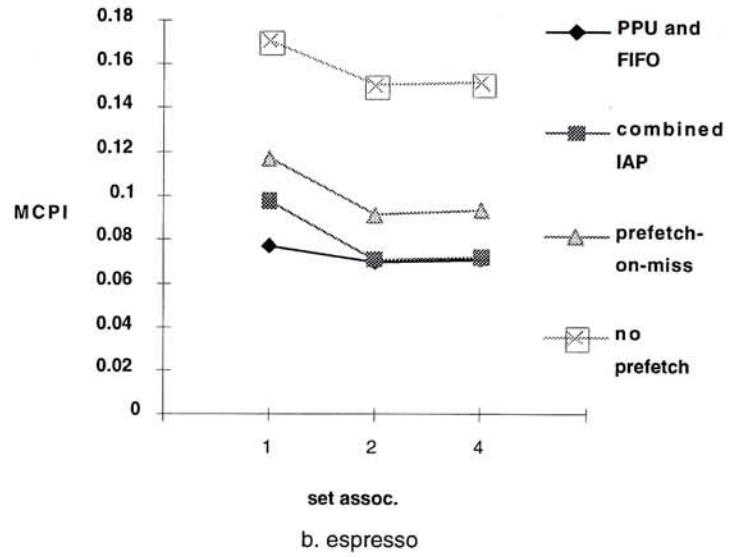 0.18
0.16
0.14
0.12
0.1
0.08
0.06
0.04
0.02
0
MCPI
1
2
4
set assoc.
b. espresso
PPU and
FIFO
combined
IAP
prefetch-
on-miss
no
prefetch